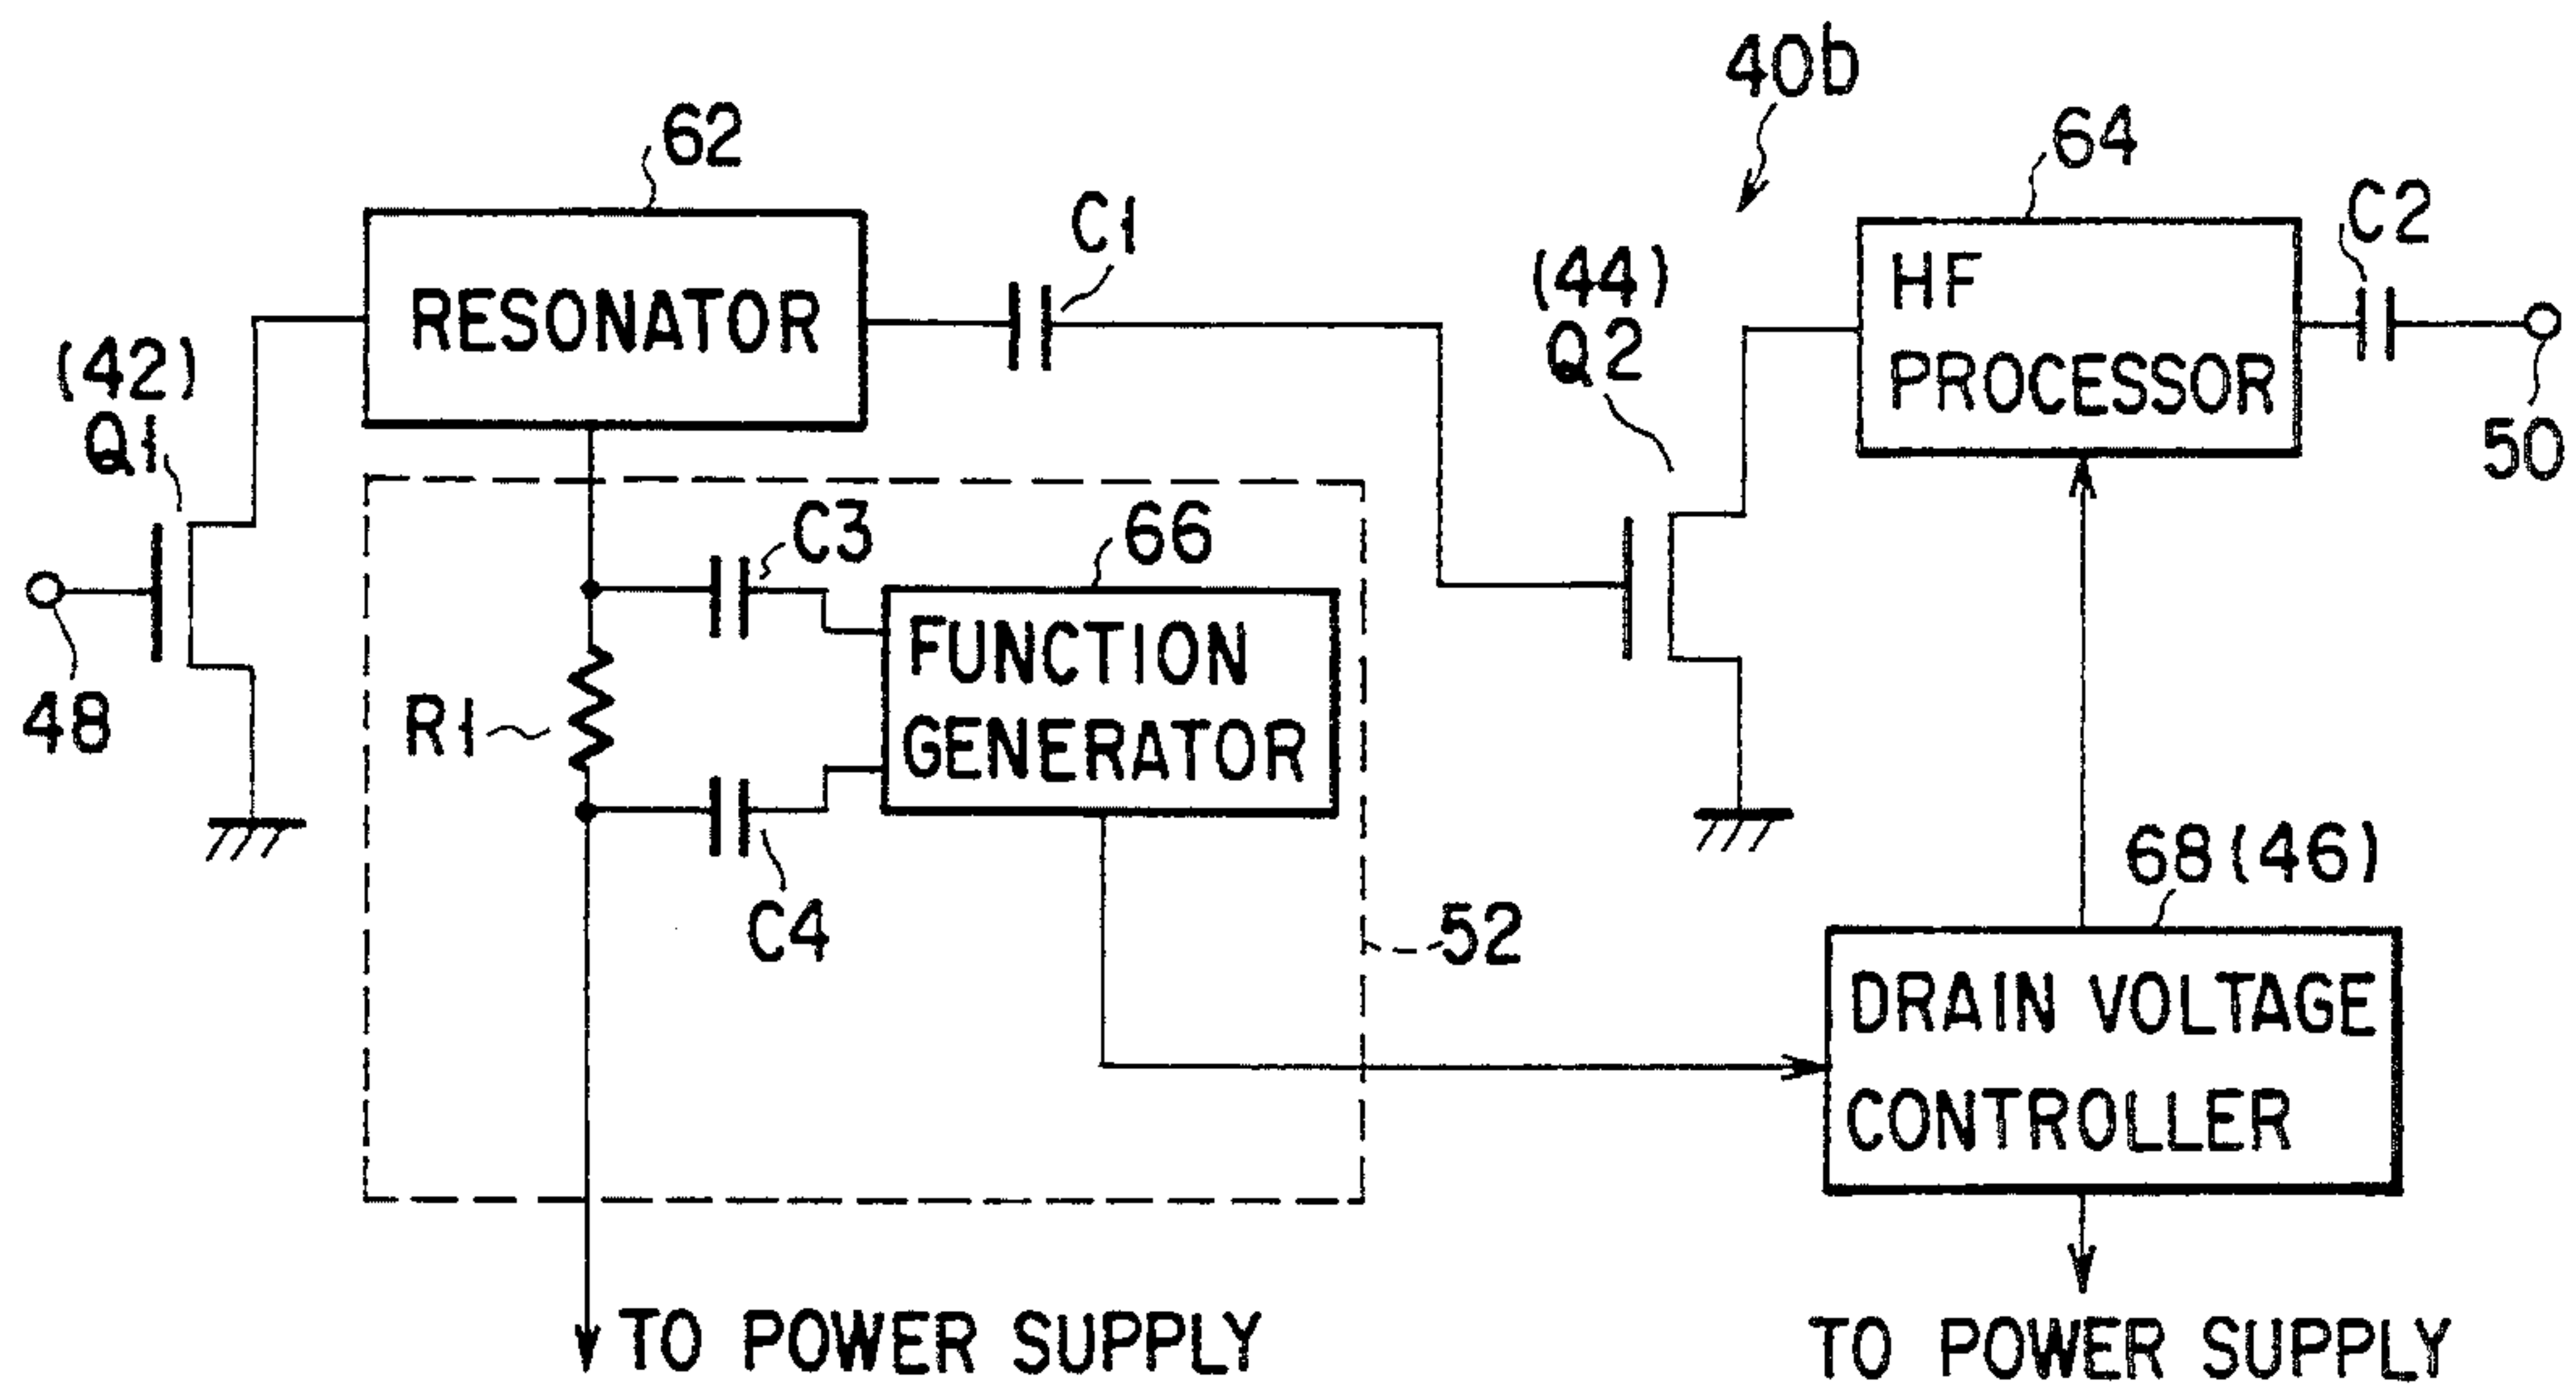 40b
62
64
C1
C2
(44)
Q2
HF
PROCESSOR
RESONATOR
(42)
Q1
50
C3
66
FUNCTION
GENERATOR
R1
48
C4
52
68(46)
DRAIN VOLTAGE
CONTROLLER
TO POWER SUPPLY
TO POWER SUPPLY